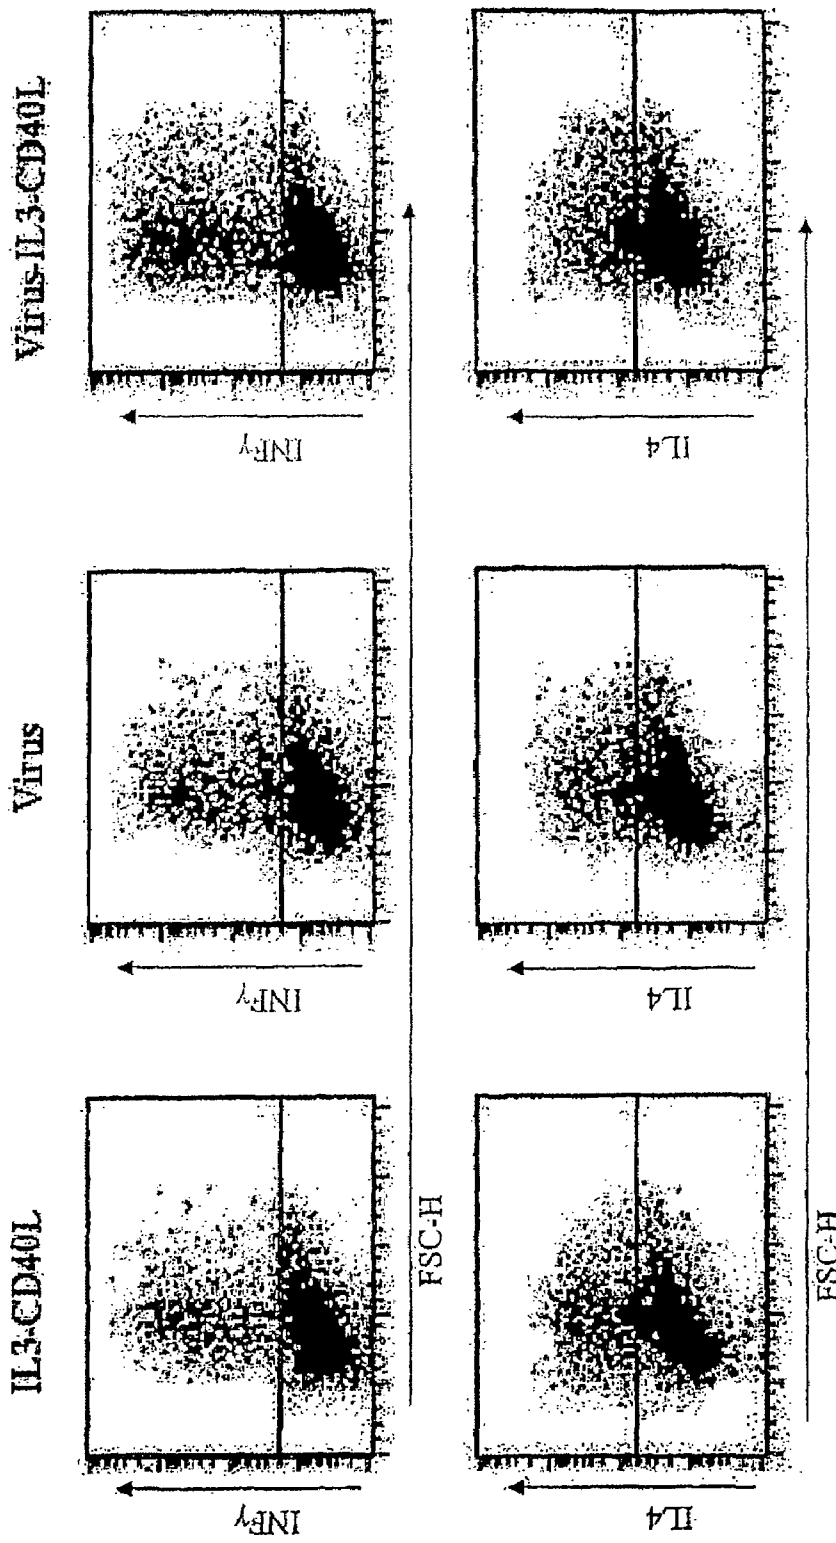 IL3-CD40L
Virus
Virus-IL3-CD40L
INFγ
INFγ
INFγ
FSC-H
IL4
IL4
IL4
FSC-H